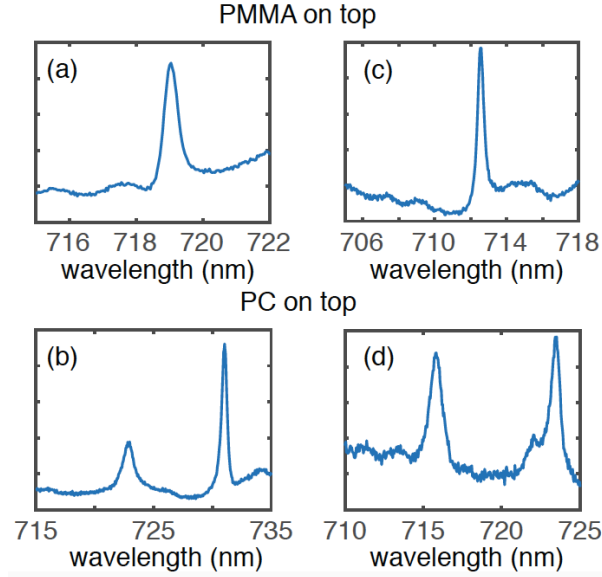 PMMA on top
(a)
(c)
716 718 720 722
706 710 714 718
wavelength (nm)
wavelength (nm)
PC on top
(b)
(d)
715 725 735
710 715 720 725
wavelength (nm)
wavelength (nm)